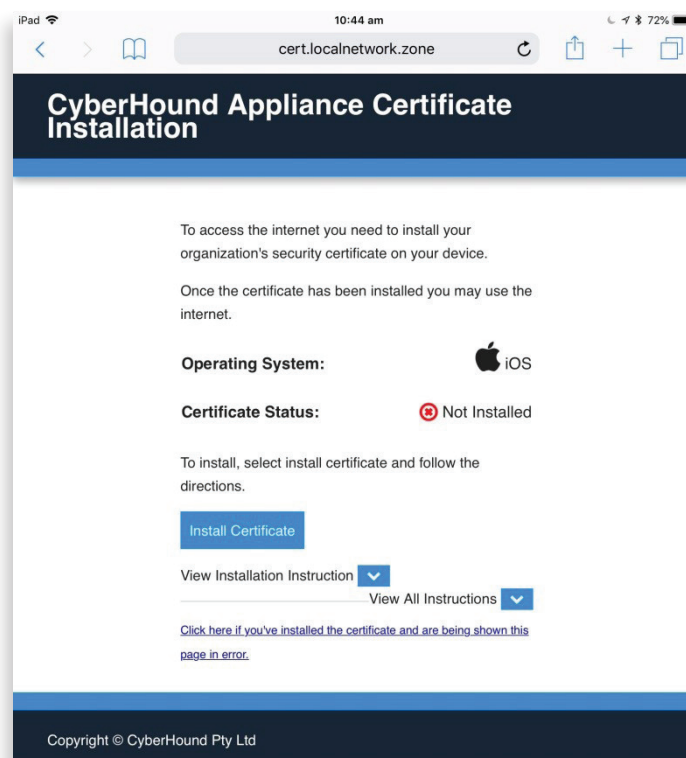 iPad 10:44 am 72%
cert.localnetwork.zone
CyberHound Appliance Certificate
Installation
To access the internet you need to install your
organization's security certificate on your device.
Once the certificate has been installed you may use the
internet.
Operating System: iOS
Certificate Status: Not Installed
To install, select install certificate and follow the
directions.
Install Certificate
View Installation Instruction
View All Instructions
Click here if you've installed the certificate and are being shown this
page in error.
Copyright © CyberHound Pty Ltd